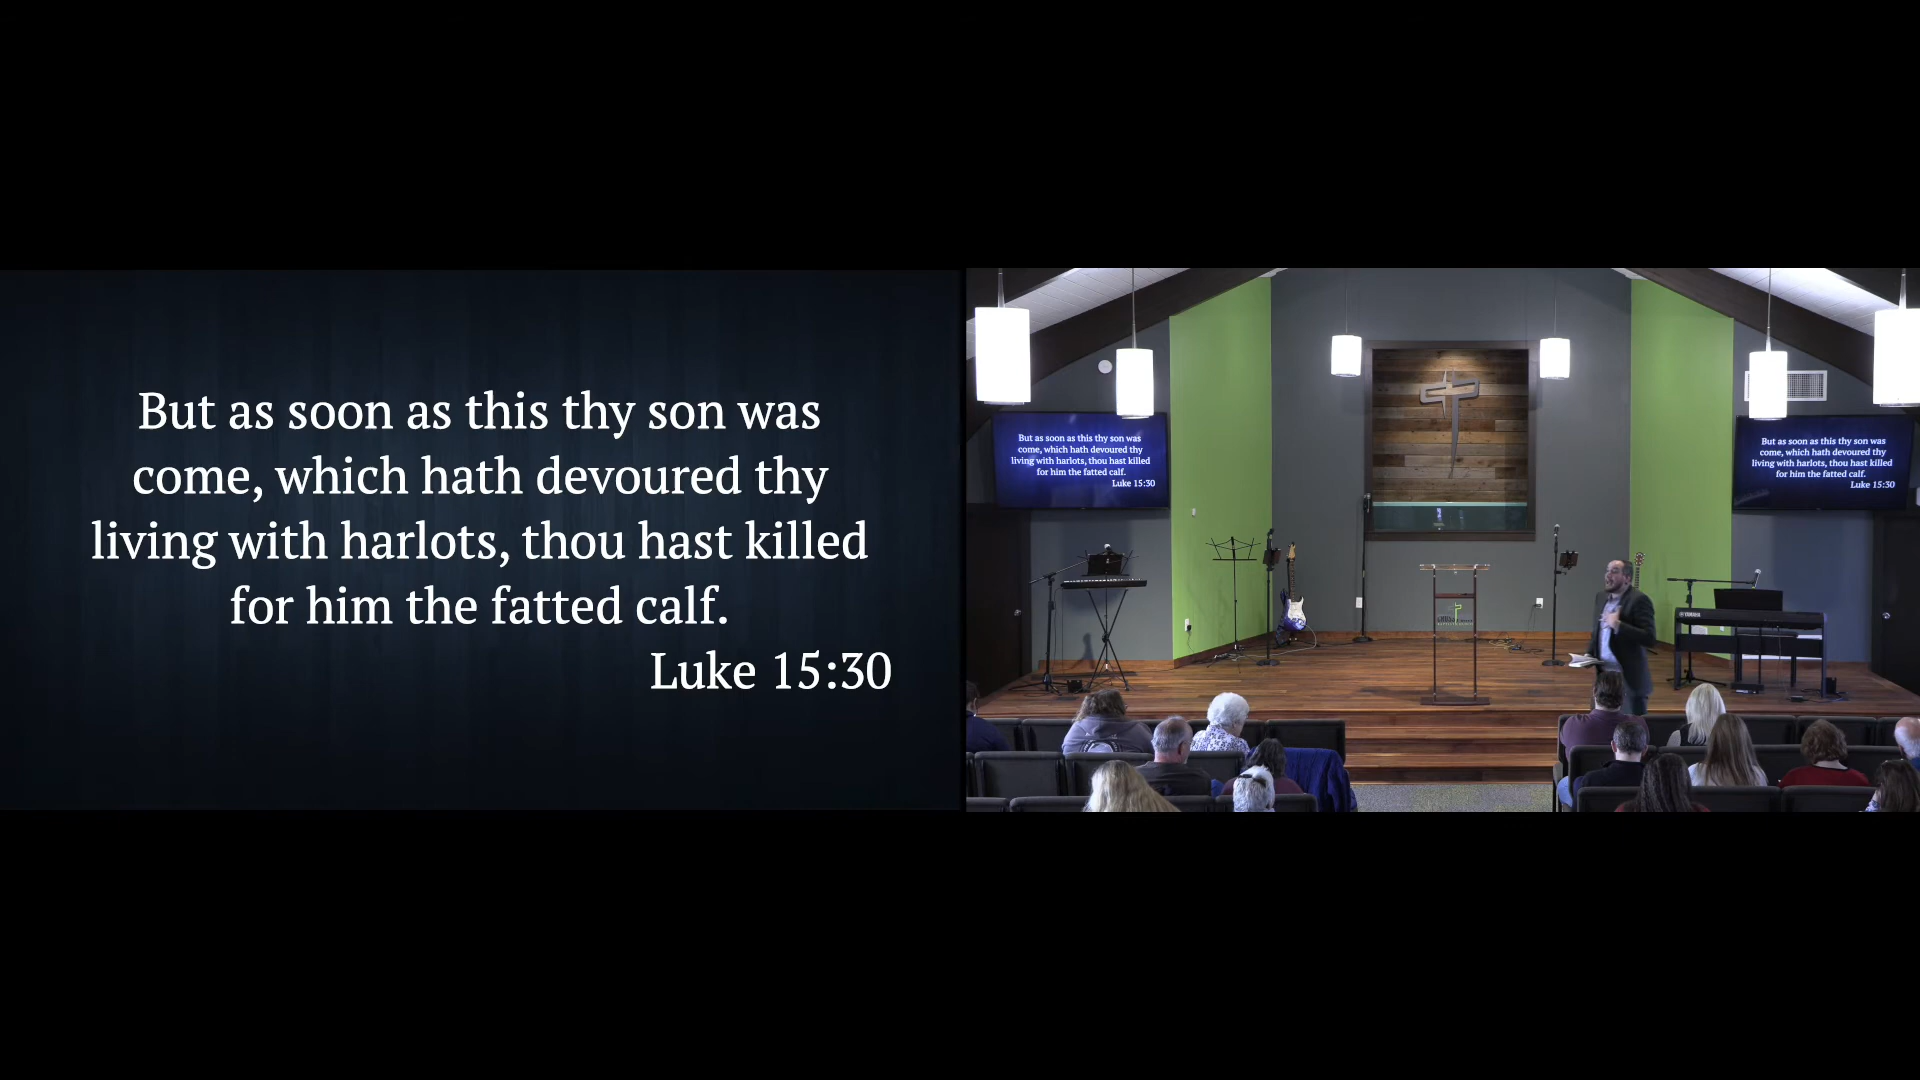 But as soon as this thy son was
come, which hath devoured thy
living with harlots, thou hast killed
for him the fatted calf.
Luke 15:30
But as soon as this thy son was
come, which hath devoured thy
living with harlots, thou hast killed
for him the fatted calf.
Luke 15:30
But as soon as this thy son was
come, which hath devoured thy
living with harlots, thou hast killed
for him the fatted calf.
Luke 15:30
YAMAHA